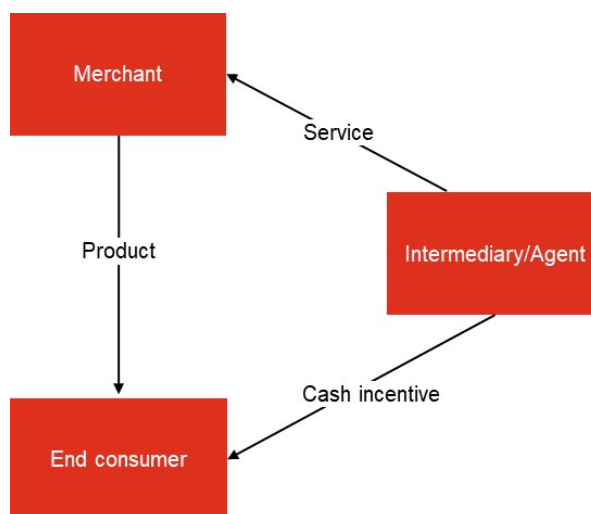 Merchant
Service
Intermediary/Agent
Product
Cash incentive
End consumer